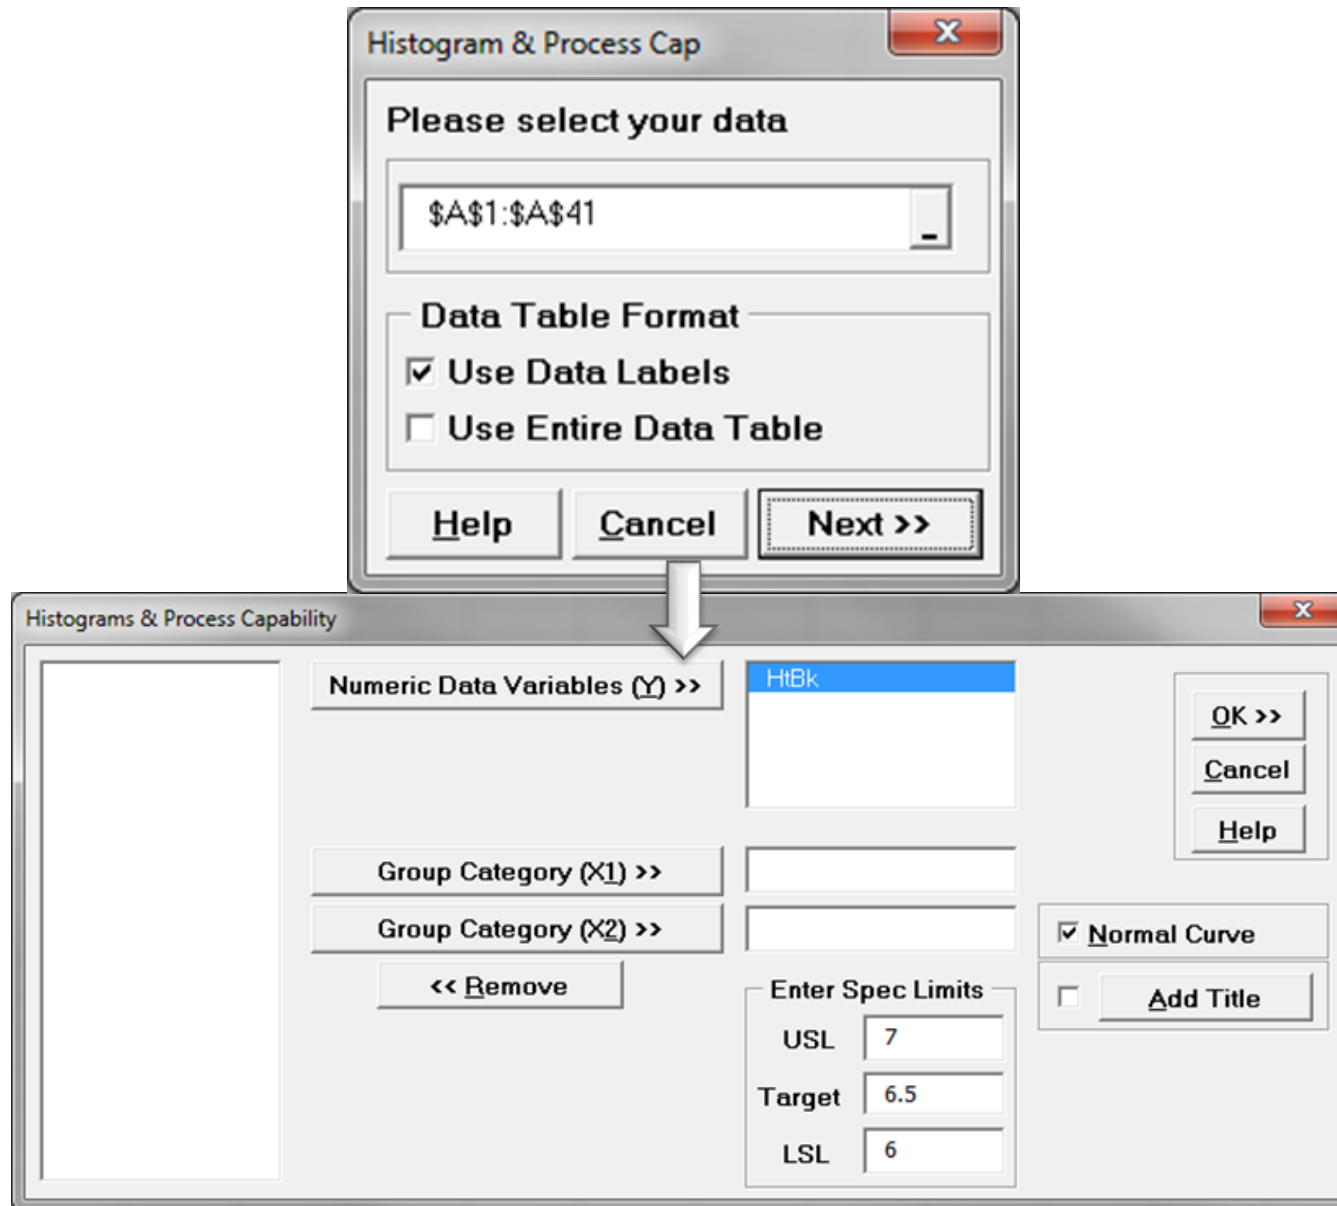 Histogram & Process Cap
x
Please select your data
$A$1:$A$41
Data Table Format
Use Data Labels
Use Entire Data Table
Help Cancel Next >>
Histograms & Process Capability
x
Numeric Data Variables (Y) >> HtBk
OK >>
Cancel
Help
Group Category (X1) >>
Group Category (X2) >> Normal Curve
<< Remove Enter Spec Limits Add Title
USL 7
Target 6.5
LSL 6